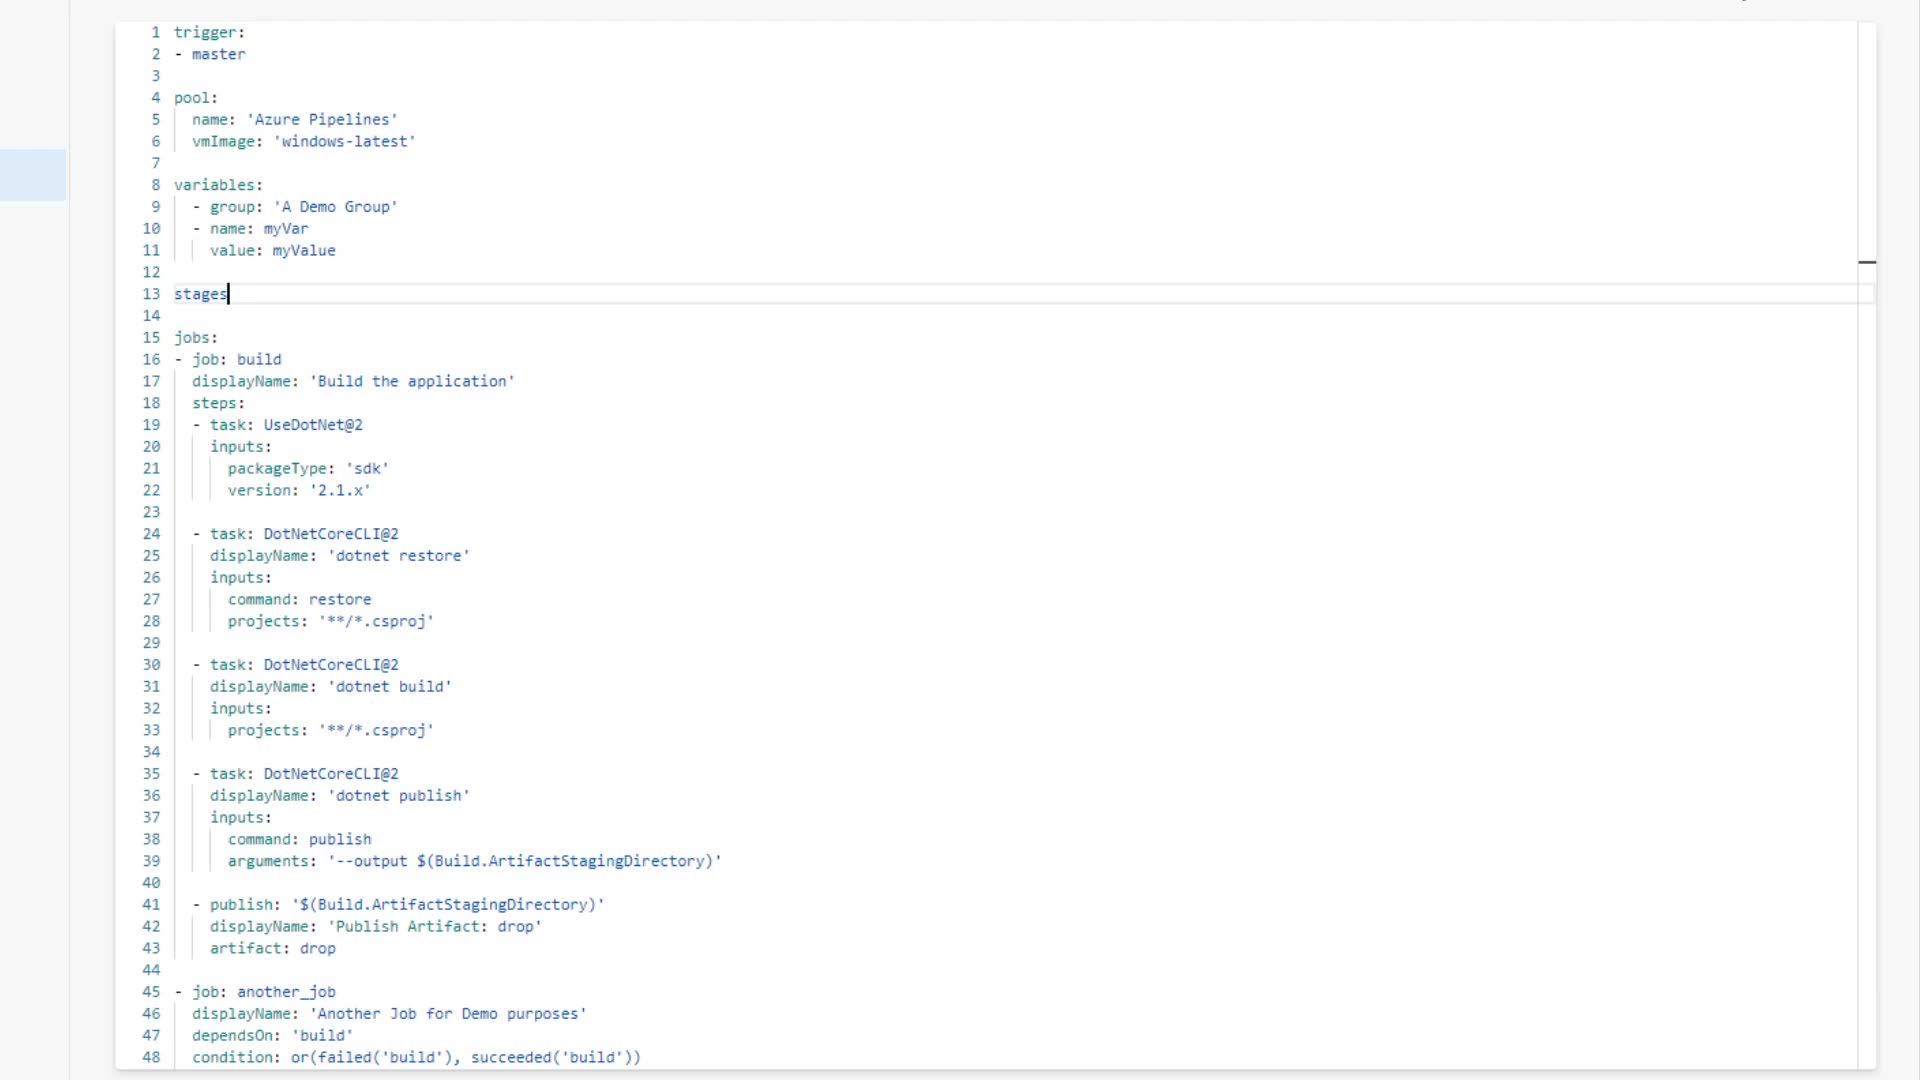 1 trigger:
2 - master
3
4 pool:
5 name: 'Azure Pipelines'
6 vmImage: 'windows-latest'
7
8 variables:
9 - group: 'A Demo Group'
10 - name: myVar
11 value: myValue
12
13 stages
14
15 jobs:
16 - job: build
17 displayName: 'Build the application'
18 steps:
19 - task: UseDotNet@2
20 inputs:
21 packageType: 'sdk'
22 version: '2.1.x'
23
24 - task: DotNetCoreCLI@2
25 displayName: 'dotnet restore'
26 inputs:
27 command: restore
28 projects: '**/*.csproj'
29
30 - task: DotNetCoreCLI@2
31 displayName: 'dotnet build'
32 inputs:
33 projects: '**/*.csproj'
34
35 - task: DotNetCoreCLI@2
36 displayName: 'dotnet publish'
37 inputs:
38 command: publish
39 arguments: '--output $(Build.ArtifactStagingDirectory)'
40
41 - publish: '$(Build.ArtifactStagingDirectory)'
42 displayName: 'Publish Artifact: drop'
43 artifact: drop
44
45 - job: another_job
46 displayName: 'Another Job for Demo purposes'
47 dependsOn: 'build'
48 condition: or(failed('build'), succeeded('build'))